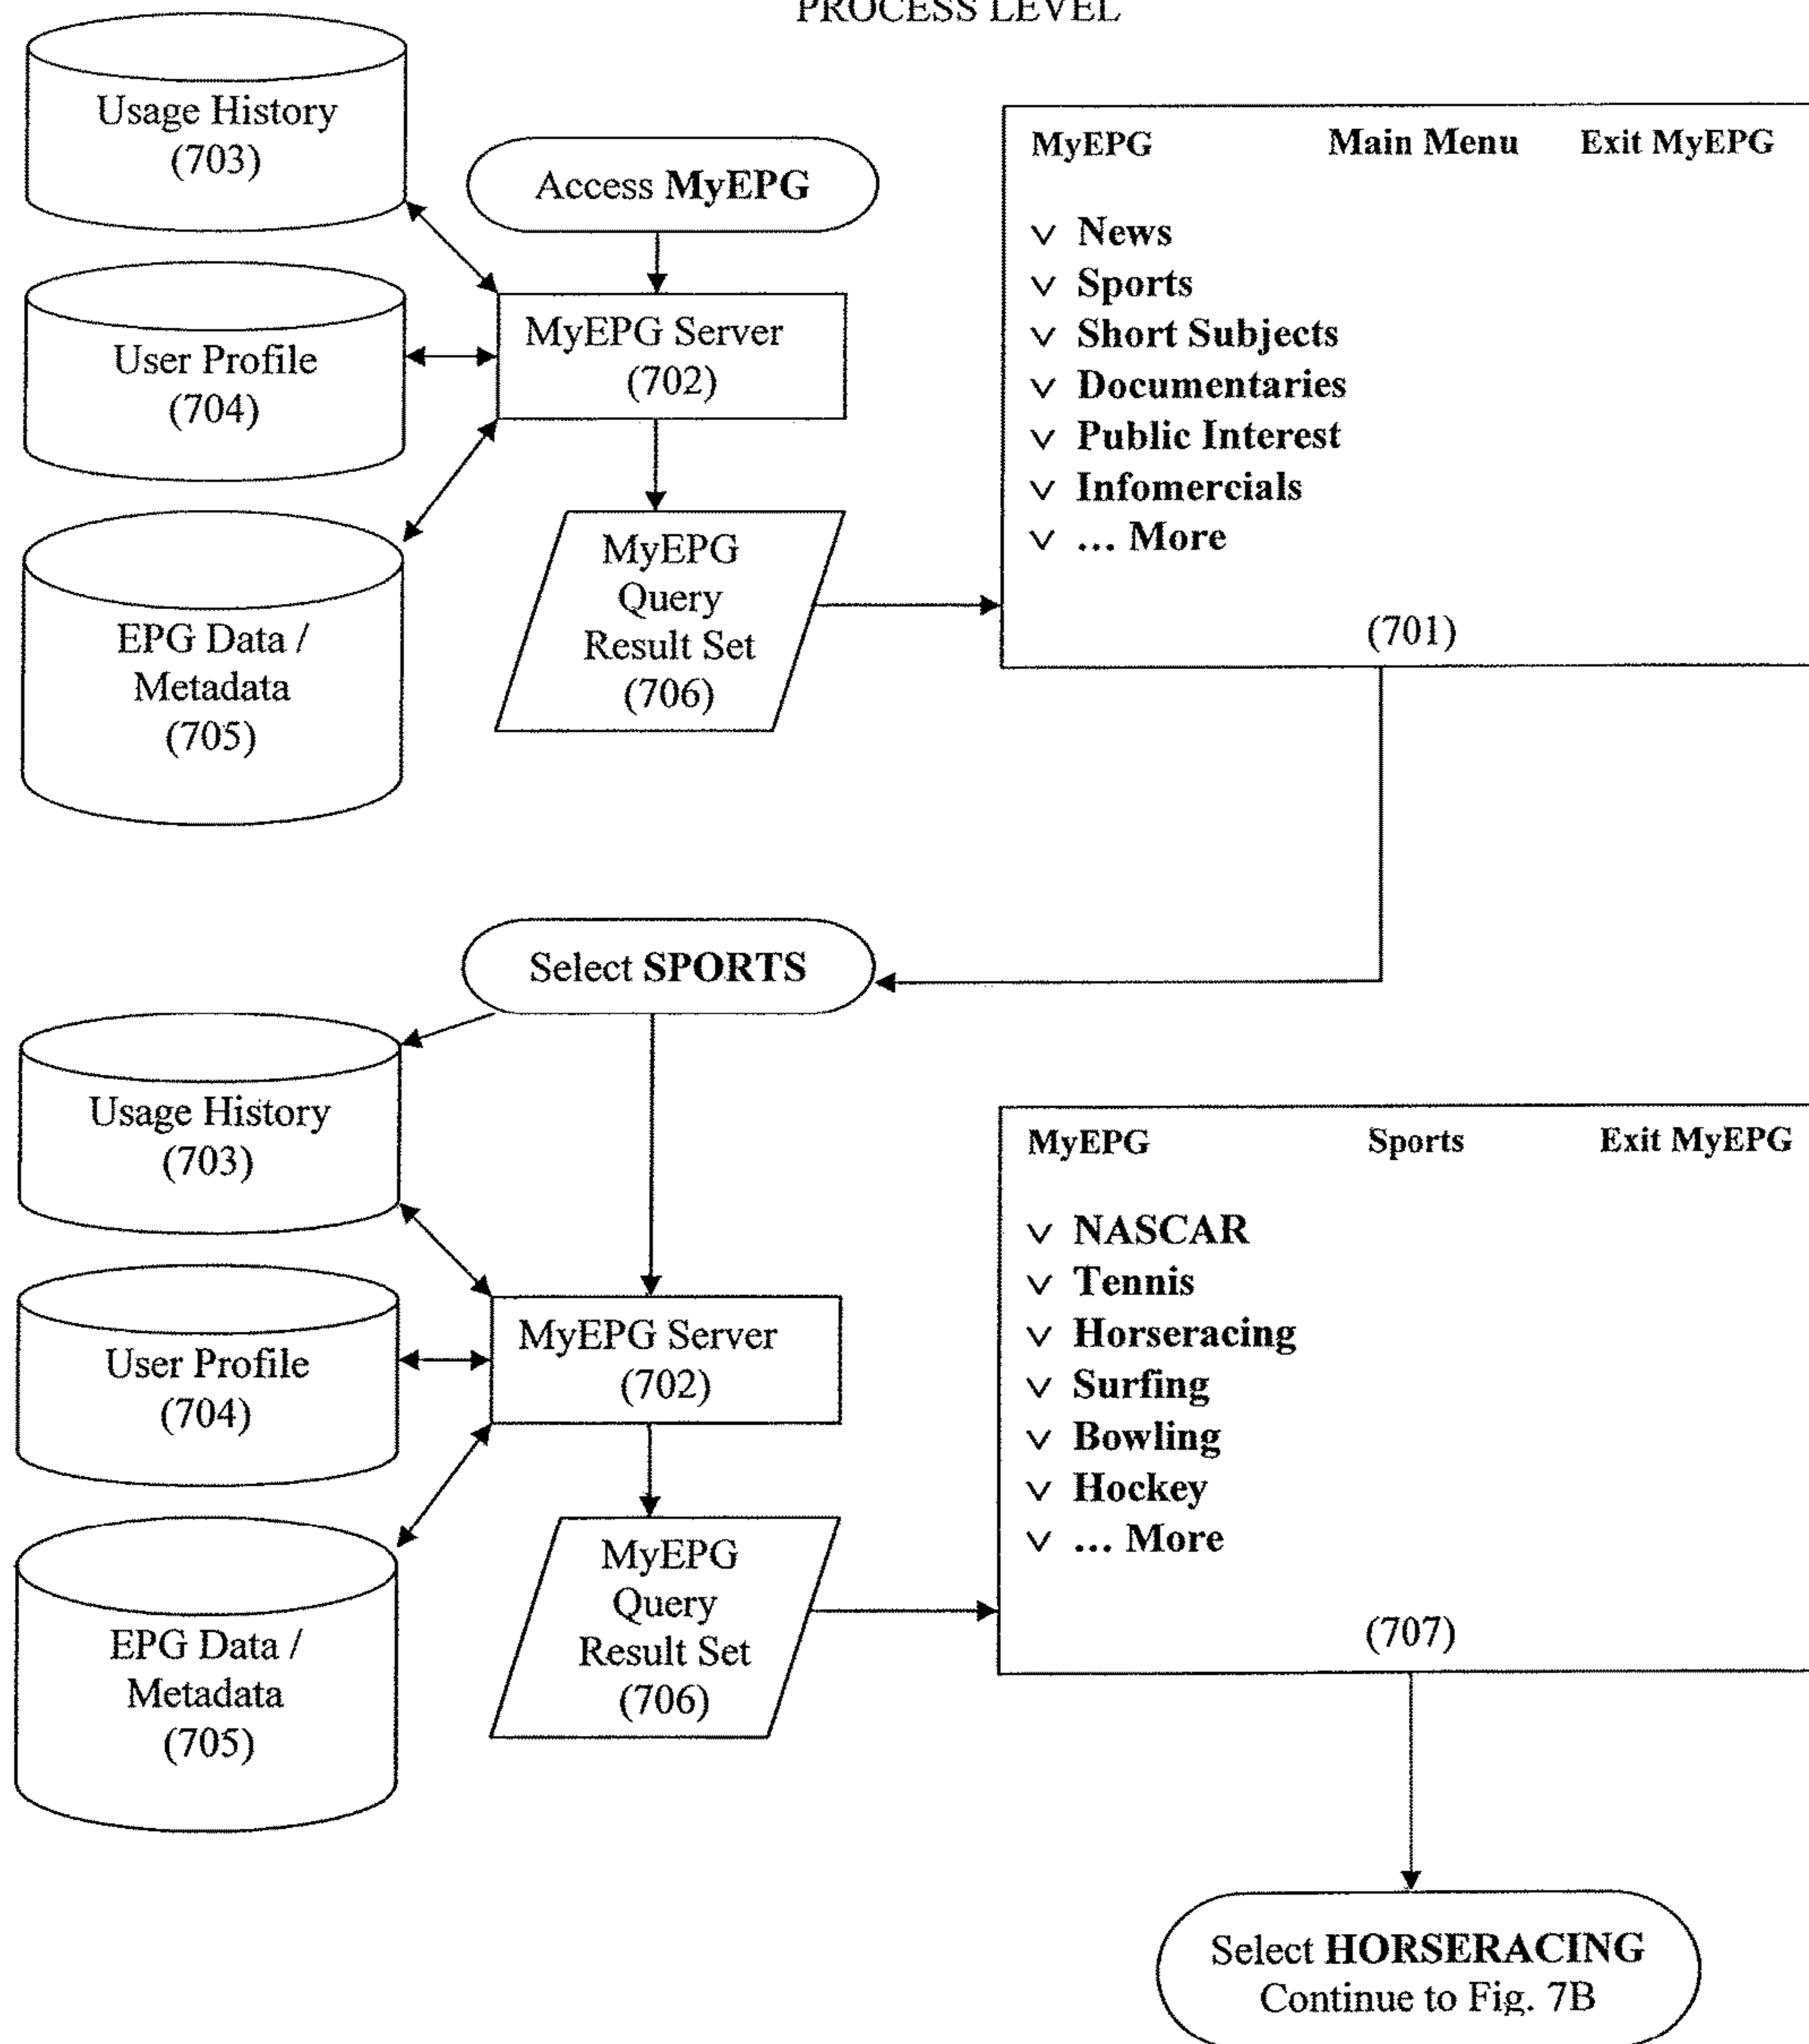 PROCESS LEVEL
Usage History
(703)
Access MyEPG
User Profile
(704)
MyEPG Server
(702)
EPG Data /
Metadata
(705)
MyEPG
Query
Result Set
(706)
MyEPG Main Menu Exit MyEPG
v News
v Sports
v Short Subjects
v Documentaries
v Public Interest
v Infomercials
v ... More
(701)
Select SPORTS
Usage History
(703)
User Profile
(704)
MyEPG Server
(702)
EPG Data /
Metadata
(705)
MyEPG
Query
Result Set
(706)
MyEPG Sports Exit MyEPG
v NASCAR
v Tennis
v Horseracing
v Surfing
v Bowling
v Hockey
v ... More
(707)
Select HORSERACING
Continue to Fig. 7B